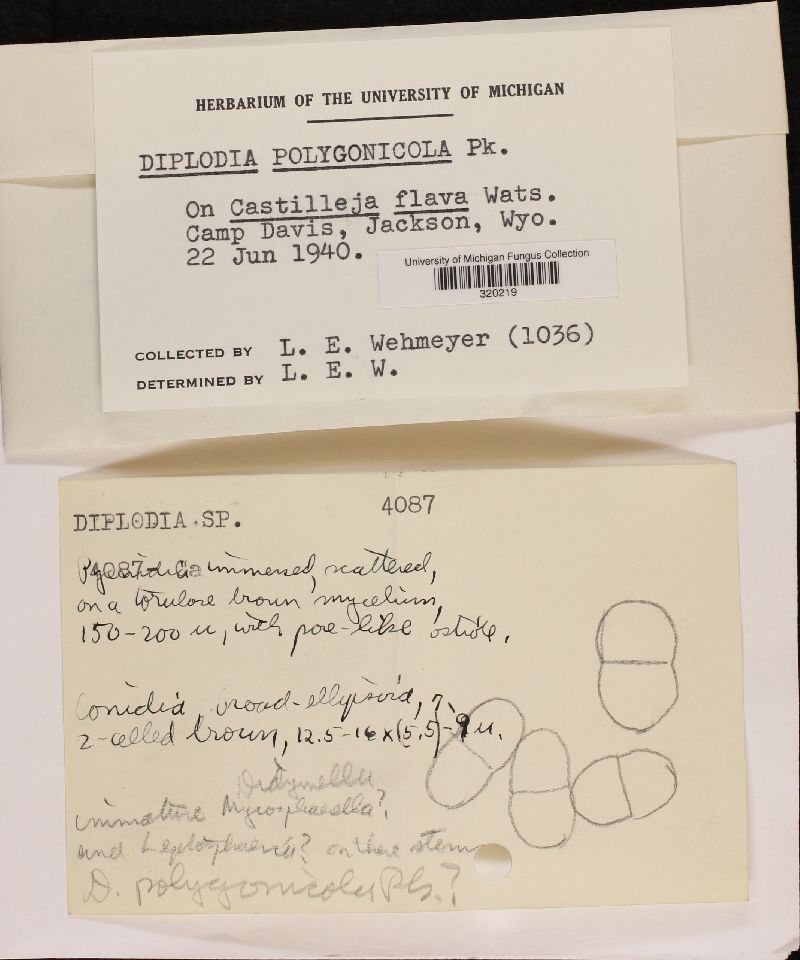 HERBARIUM OF THE UNIVERSITY OF MICHIGAN
DIPLODIA POLYGONICOLA Pk.
On Castilleja flava Wats.
Camp Davis, Jackson, Wyo.
22 Jun 1940.
University of Michigan Fungus Collection
320219
COLLECTED BY L. E. Wehmeyer (1036)
DETERMINED BY L. E. W.
4087
DIPLODIA SP.
Pycnidia immersed, scattered,
on a torulose brown mycelium,
150-200 u, with pore-like ostiole.
Conidia broad-ellipsoid,
2-celled brown, 12.5-16 x (5.5) 7-9 u.
Didymella
immature Mycosphaerella?
and Leptosphaeria? on these stems
D. polygonicola Pk.?